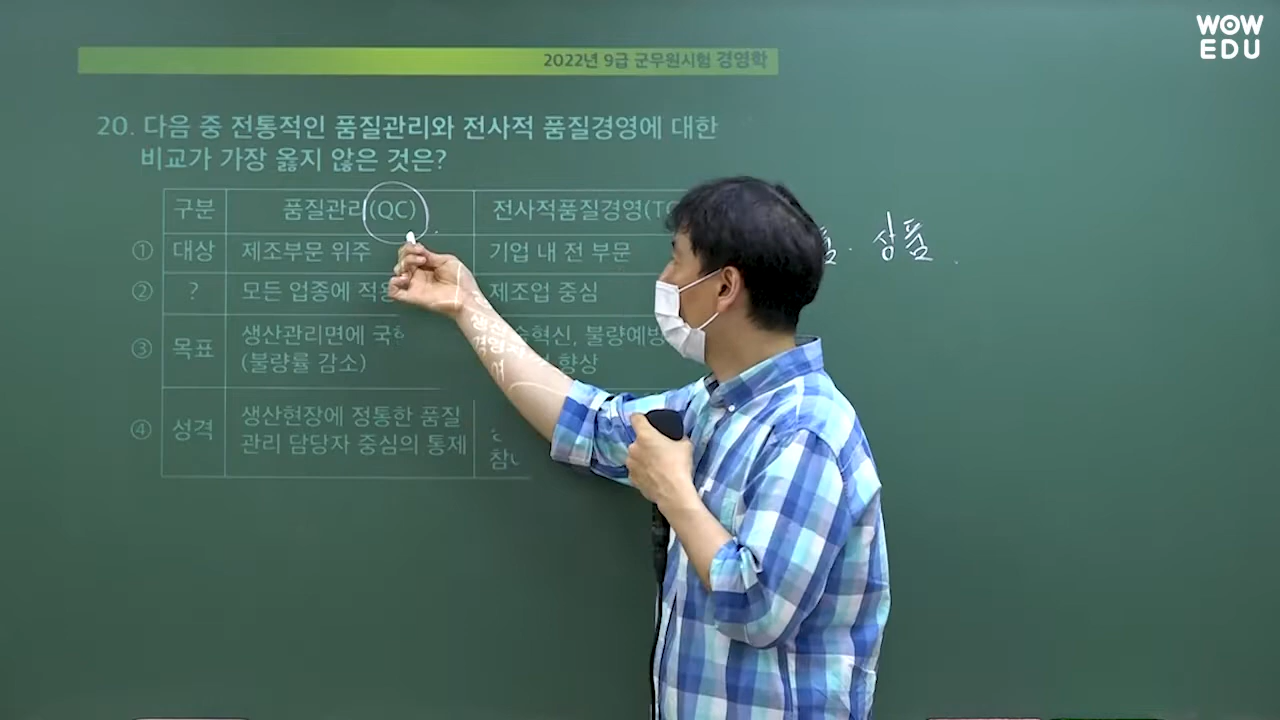 WOW
EDU
2022년 9급 군무원시험 경영학
20. 다음 중 전통적인 품질관리와 전사적 품질경영에 대한
비교가 가장 옳지 않은 것은?
구분 품질관리(QC) 전사적품질경영(TQ
① 대상 제조부문 위주 기업 내 전 부문
② ? 모든 업종에 적용 제조업 중심
③ 목표 생산관리면에 국한
(불량률 감소)
혁신, 불량예방
향상
④ 성격 생산현장에 정통한 품질
관리 담당자 중심의 통제
상품